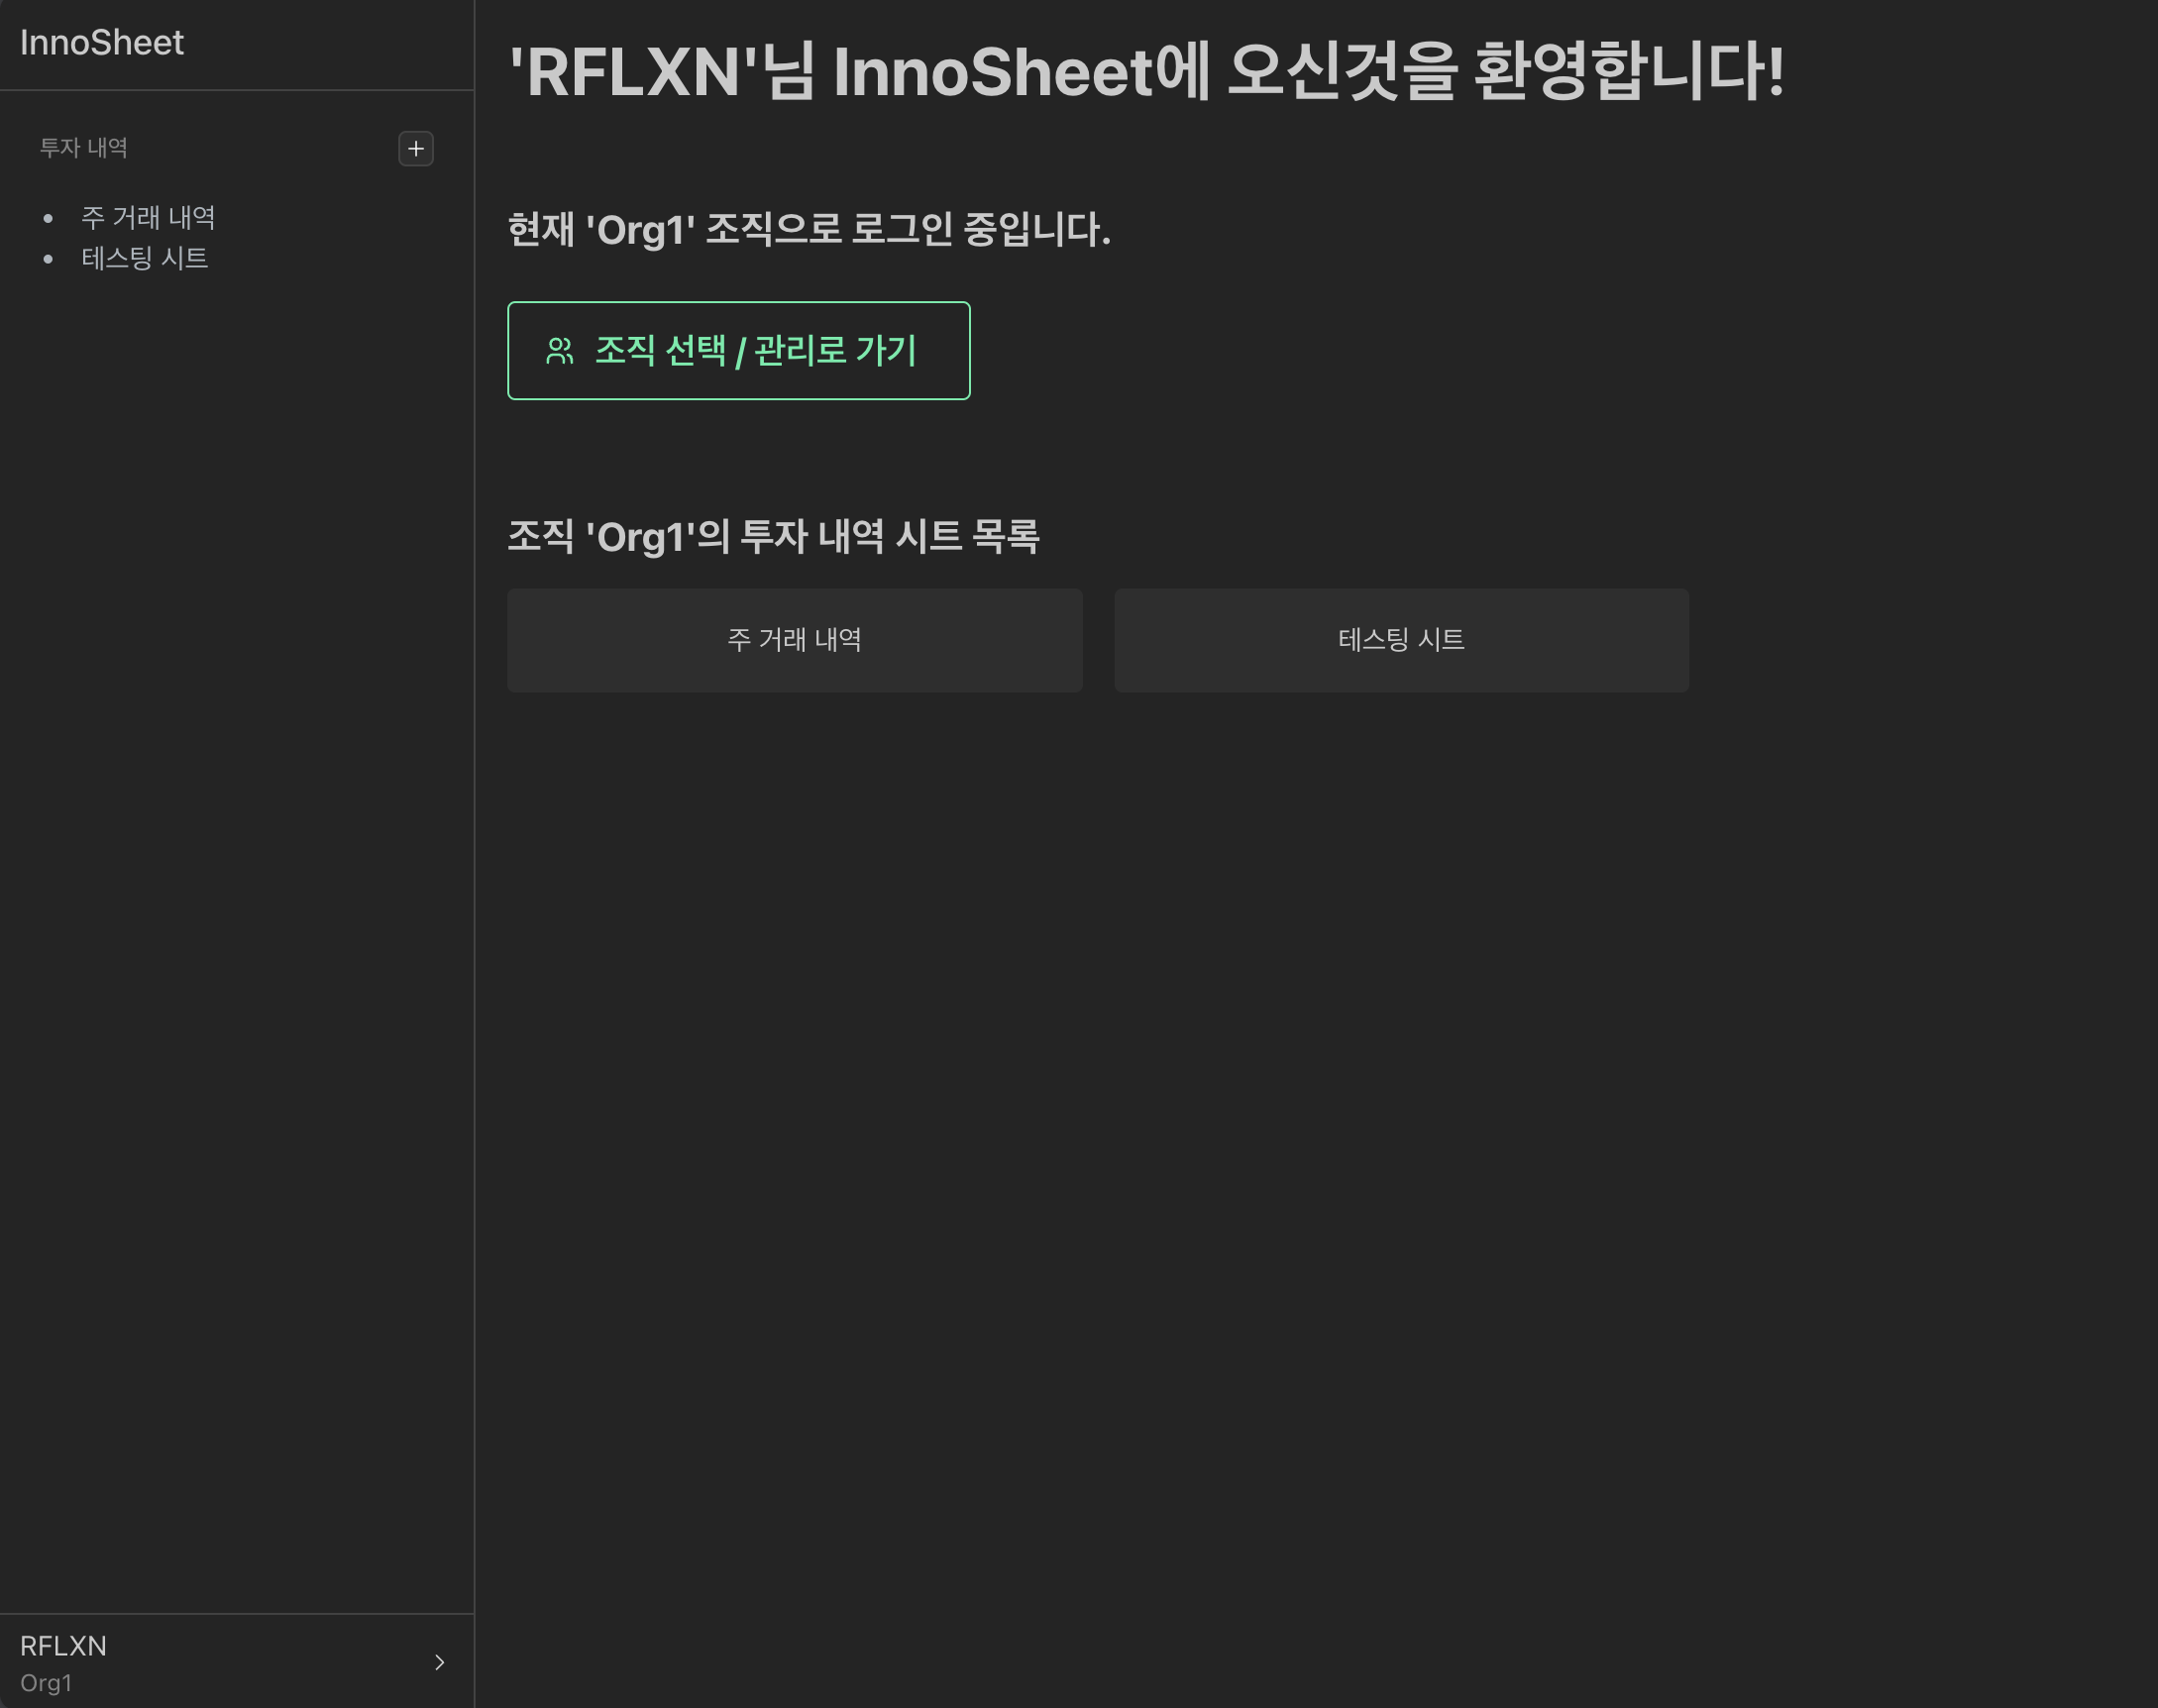 InnoSheet
투자 내역
주 거래 내역
테스팅 시트
RFLXN
Org1
'RFLXN'님 InnoSheet에 오신것을 환영합니다!
현재 'Org1' 조직으로 로그인 중입니다.
조직 선택 / 관리로 가기
조직 'Org1'의 투자 내역 시트 목록
주 거래 내역
테스팅 시트